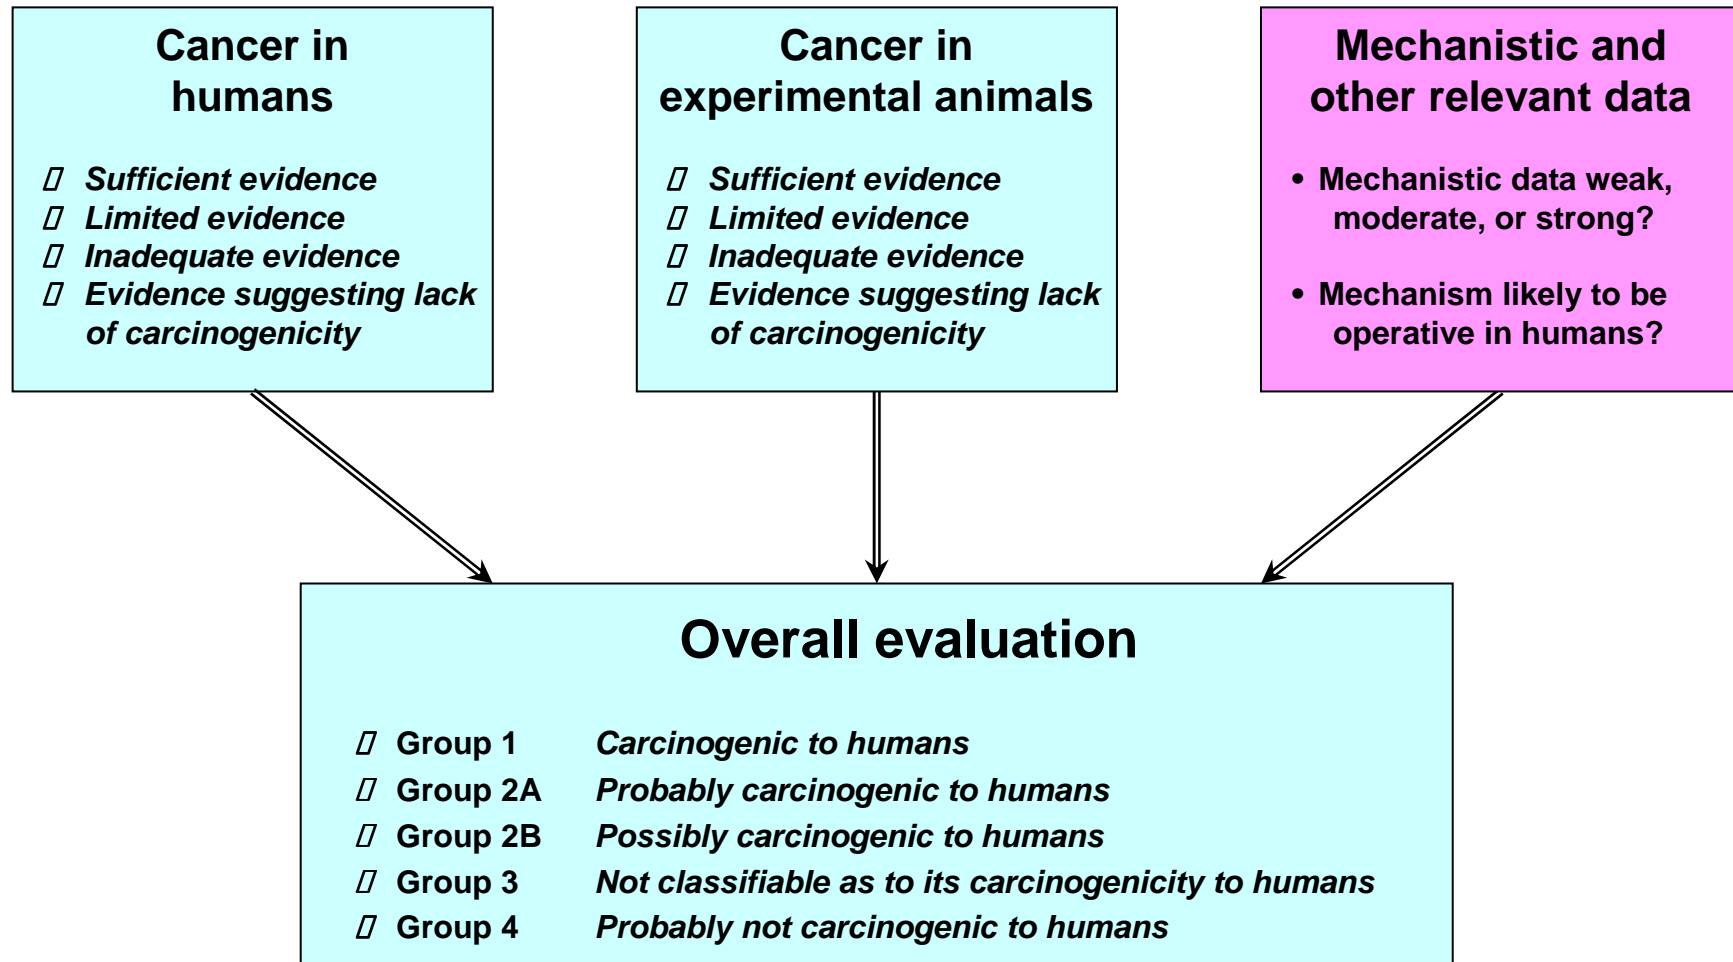 Cancer in
humans
Sufficient evidence
Limited evidence
Inadequate evidence
Evidence suggesting lack
of carcinogenicity
Cancer in
experimental animals
Sufficient evidence
Limited evidence
Inadequate evidence
Evidence suggesting lack
of carcinogenicity
Mechanistic and
other relevant data
• Mechanistic data weak,
moderate, or strong?
• Mechanism likely to be
operative in humans?
Overall evaluation
Group 1 Carcinogenic to humans
Group 2A Probably carcinogenic to humans
Group 2B Possibly carcinogenic to humans
Group 3 Not classifiable as to its carcinogenicity to humans
Group 4 Probably not carcinogenic to humans